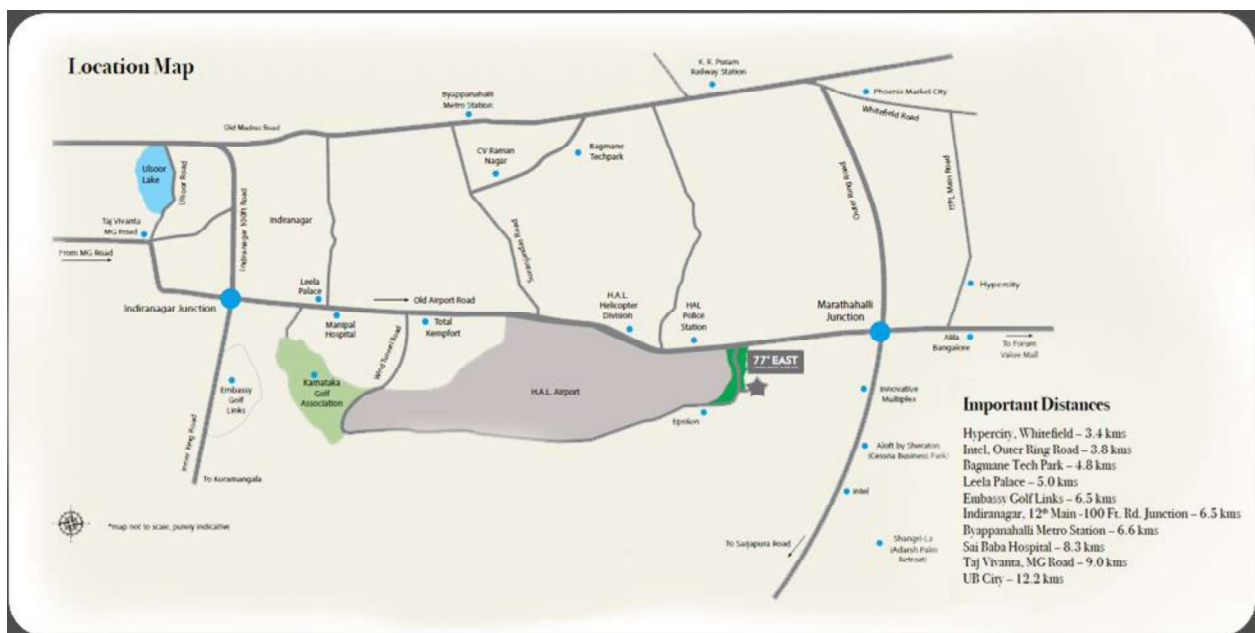 Location Map
K. R. Puram
Railway Station
Byappanahalli
Metro Station
Phoenix Market City
Whitefield Road
Old Madras Road
CV Raman
Nagar
Bagmane
Techpark
Ulsoor
Lake
Ulsoor Road
Indiranagar 100ft Road
Indiranagar
Suranjandas Road
Outer Ring Road
ITPL Main Road
Taj Vivanta
MG Road
From MG Road
Leela
Palace
Old Airport Road
H.A.L.
Helicopter
Division
HAL
Police
Station
Marathahalli
Junction
Hypercity
Indiranagar Junction
Manipal
Hospital
Total
Kempfort
Wind Tunnel Road
Alila
Bangalore
To Forum
Value Mall
77° EAST
Embassy
Golf
Links
Karnataka
Golf
Association
H.A.L. Airport
Epsilon
Innovative
Multiplex
Inner Ring Road
To Koramangala
Aloft by Sheraton
(Cessna Business Park)
Intel
To Sarjapura Road
Shangri La
(Adarsh Palm
Retreat)
*map not to scale, purely indicative
Important Distances
Hypercity, Whitefield – 3.4 kms
Intel, Outer Ring Road – 3.8 kms
Bagmane Tech Park – 4.8 kms
Leela Palace – 5.0 kms
Embassy Golf Links – 6.5 kms
Indiranagar, 12th Main -100 Ft. Rd. Junction – 6.5 kms
Byappanahalli Metro Station – 6.6 kms
Sai Baba Hospital – 8.3 kms
Taj Vivanta, MG Road – 9.0 kms
UB City – 12.2 kms